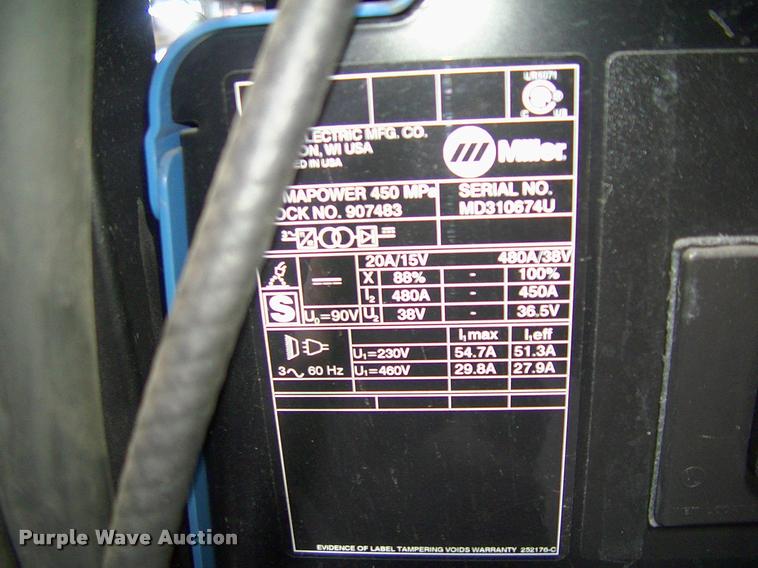 C US
ELECTRIC MFG. CO.
ON, WI USA
ED IN USA
Miller
MAPOWER 450 MPa
SERIAL NO.
OCK NO. 907483
MD310674U
3~
20A/15V 480A/38V
X 88% - 100%
I2 480A - 450A
S U0=90V U2 38V - 36.5V
I1max I1eff
U1=230V 54.7A 51.3A
3~ 60 Hz U1=460V 29.8A 27.9A
EVIDENCE OF LABEL TAMPERING VOIDS WARRANTY 252176-C
Purple Wave Auction